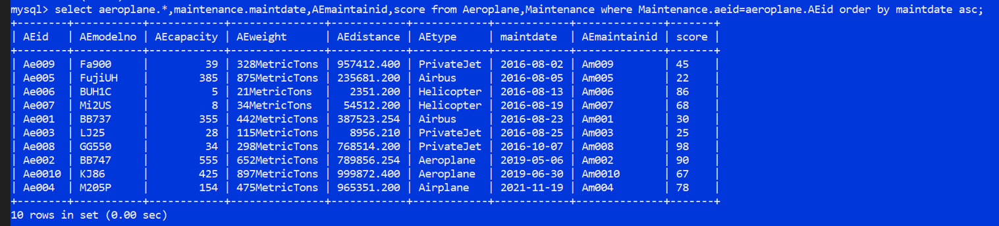 mysql> select aeroplane.*,maintenance.maintdate,AEmaintainid,score from Aeroplane,Maintenance where Maintenance.aeid=aeroplane.AEid order by maintdate asc;
+--------+-----------+------------+---------------+------------+------------+------------+--------------+-------+
| AEid   | AEmodelno | AEcapacity | AEweight      | AEdistance | AEtype     | maintdate  | AEmaintainid | score |
+--------+-----------+------------+---------------+------------+------------+------------+--------------+-------+
| Ae009  | Fa900     |         39 | 328MetricTons | 957412.400 | PrivateJet | 2016-08-02 | Am009        | 45    |
| Ae005  | FujiUH    |        385 | 875MetricTons | 235681.200 | Airbus     | 2016-08-05 | Am005        | 22    |
| Ae006  | BUH1C     |          5 | 21MetricTons  |   2351.200 | Helicopter | 2016-08-13 | Am006        | 86    |
| Ae007  | Mi2US     |          8 | 34MetricTons  |  54512.200 | Helicopter | 2016-08-19 | Am007        | 68    |
| Ae001  | BB737     |        355 | 442MetricTons | 387523.254 | Airbus     | 2016-08-23 | Am001        | 30    |
| Ae003  | LJ25      |         28 | 115MetricTons |   8956.210 | PrivateJet | 2016-08-25 | Am003        | 25    |
| Ae008  | GG550     |         34 | 298MetricTons | 768514.200 | PrivateJet | 2016-10-07 | Am008        | 98    |
| Ae002  | BB747     |        555 | 652MetricTons | 789856.254 | Aeroplane  | 2019-05-06 | Am002        | 90    |
| Ae0010 | KJ86      |        425 | 897MetricTons | 999872.400 | Aeroplane  | 2019-06-30 | Am0010       | 67    |
| Ae004  | M205P     |        154 | 475MetricTons | 965351.200 | Airplane   | 2021-11-19 | Am004        | 78    |
+--------+-----------+------------+---------------+------------+------------+------------+--------------+-------+
10 rows in set (0.00 sec)